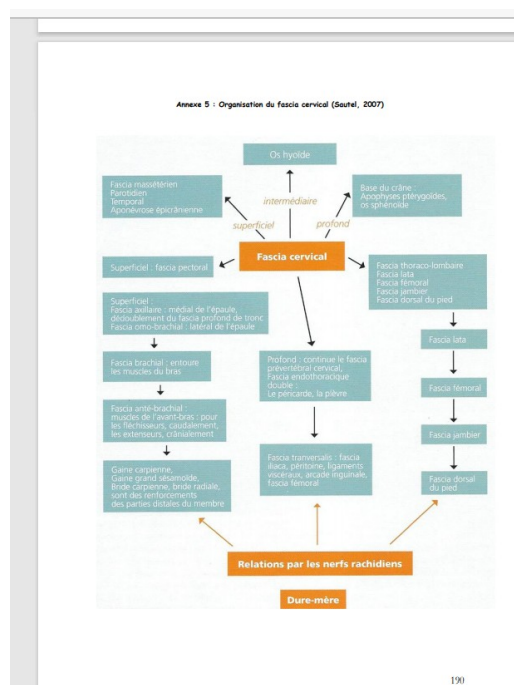 Annexe 5 : Organisation du fascia cervical (Sautel, 2007)
Os hyoïde
Fascia massétérien
Parotidien
Temporal
Aponévrose épicrânienne
intermédiaire
superficiel
profond
Base du crâne :
Apophyses ptérygoïdes,
os sphénoïde
Fascia cervical
Superficiel : fascia pectoral
Fascia thoraco-lombaire
Fascia lata
Fascia fémoral
Fascia jambier
Fascia dorsal du pied
Superficiel :
Fascia axillaire : médial de l'épaule,
dédoublement du fascia profond de tronc
Fascia omo-brachial : latéral de l'épaule
Fascia brachial : entoure
les muscles du bras
Fascia anté-brachial :
muscles de l'avant-bras : pour
les fléchisseurs, caudalement,
les extenseurs, crânialement
Gaine carpienne,
Gaine grand sésamoïde,
Bride carpienne, bride radiale,
sont des renforcements
des parties distales du membre
Profond : continue le fascia
prévertébral cervical,
Fascia endothoracique
double :
Le péricarde, la plèvre
Fascia tranversalis : fascia
iliaca, péritoine, ligaments
viscéraux, arcade inguinale,
fascia fémoral
Fascia lata
Fascia fémoral
Fascia jambier
Fascia dorsal
du pied
Relations par les nerfs rachidiens
Dure-mère
190